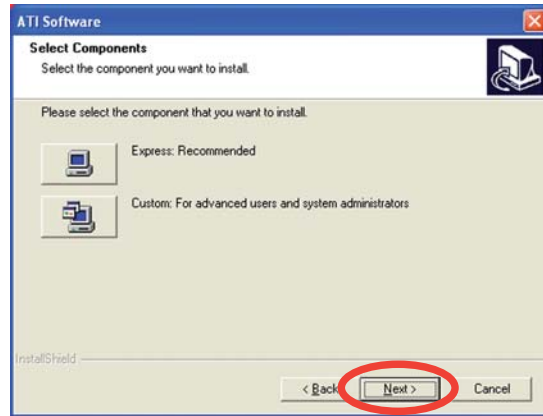 ATI Software
Select Components
Select the component you want to install.
Please select the component that you want to install.
Express: Recommended
Custom: For advanced users and system administrators
InstallShield
< Back
Next >
Cancel